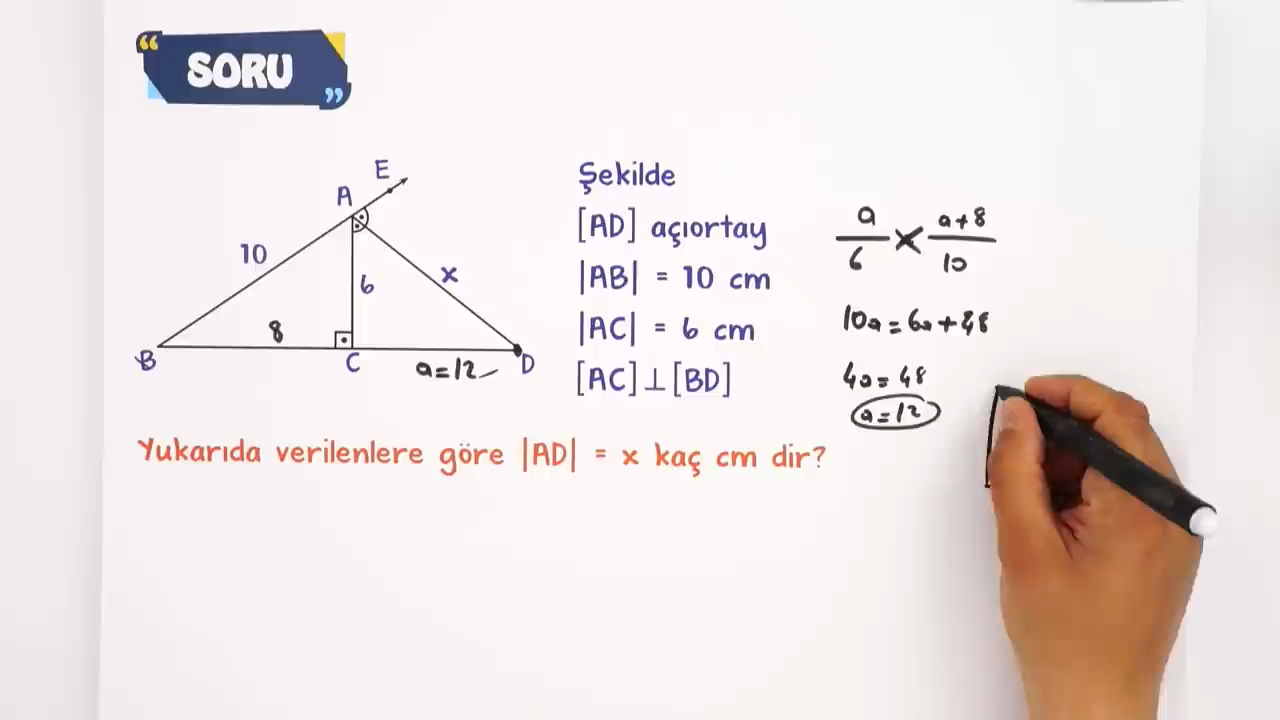 “ SORU ”
E
A
10
6
x
8
B
C
a=12
D
Şekilde
[AD] açıortay
|AB| = 10 cm
|AC| = 6 cm
[AC]⊥[BD]
a/6 × a+8/10
10a=6a+48
4a=48
a=12
Yukarıda verilenlere göre |AD| = x kaç cm dir?